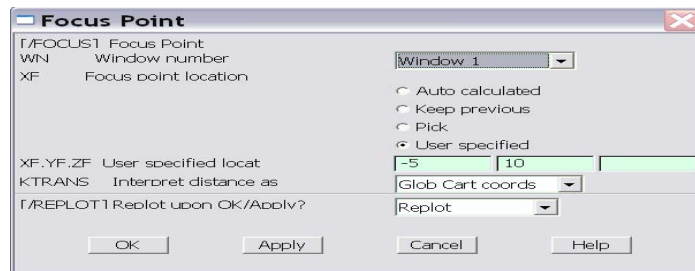 Focus Point
[/FOCUS] Focus Point
WN Window number Window 1
XF Focus point location
Auto calculated
Keep previous
Pick
User specified
XF,YF,ZF User specified locat -5 10
KTRANS Interpret distance as Glob Cart coords
[/REPLOT] Replot upon OK/Apply? Replot
OK Apply Cancel Help